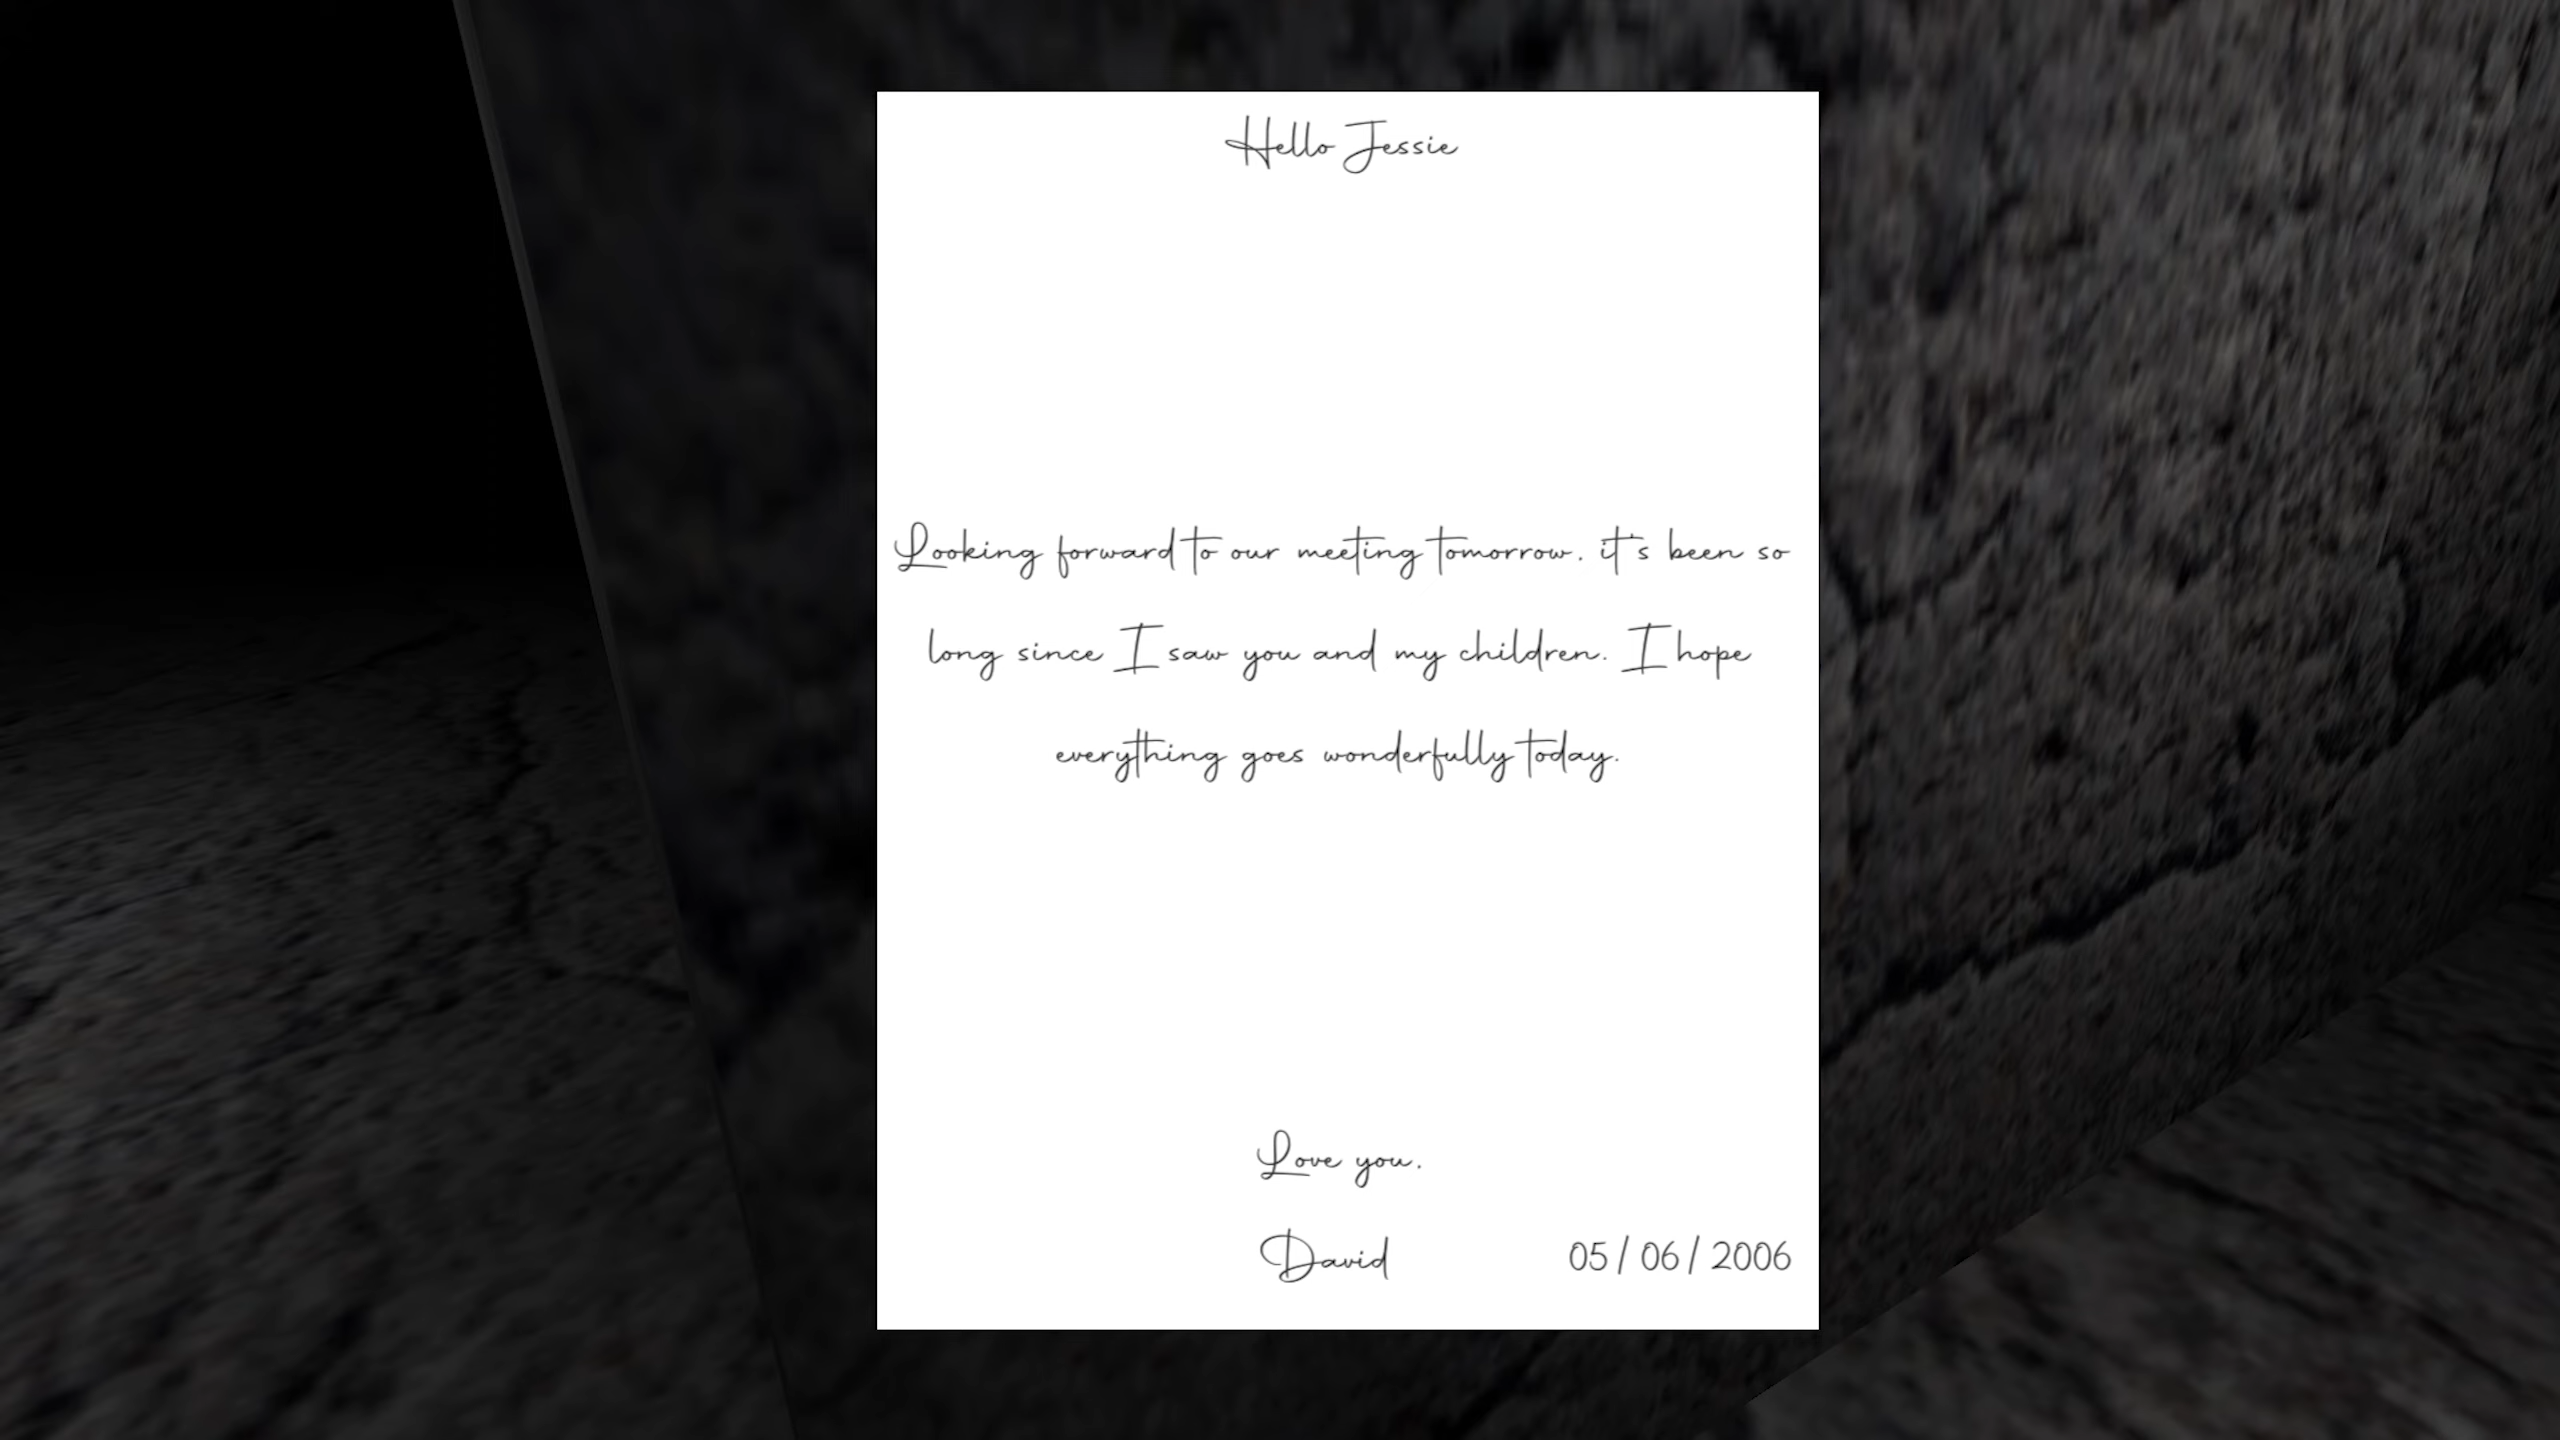 Hello Jessie
Looking forward to our meeting tomorrow. it's been so
long since I saw you and my children. I hope
everything goes wonderfully today.
Love you.
David 05/06/2006